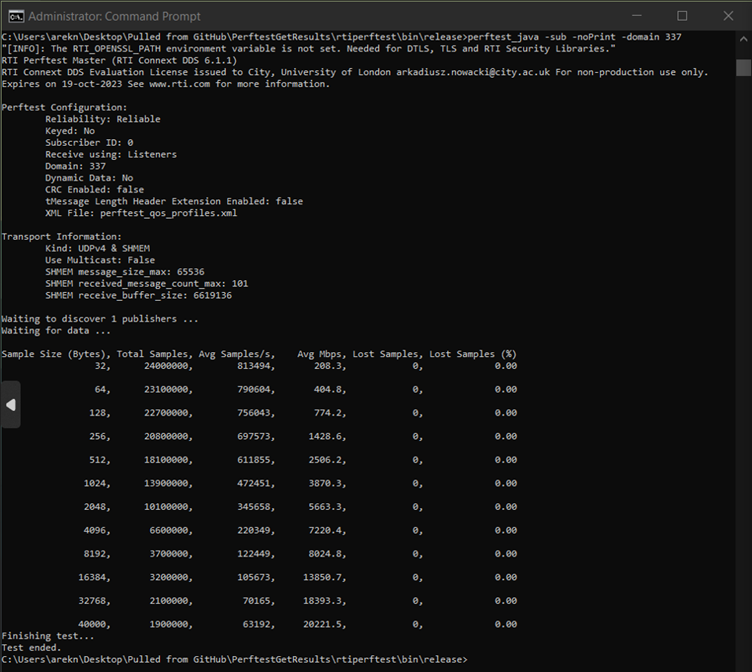 Administrator: Command Prompt
C:\Users\arekn\Desktop\Pulled from GitHub\PerftestGetResults\rtiperftest\bin\release>perftest_java -sub -noPrint -domain 337
"[INFO]: The RTI_OPENSSL_PATH environment variable is not set. Needed for DTLS, TLS and RTI Security Libraries."
RTI Perftest Master (RTI Connext DDS 6.1.1)
RTI Connext DDS Evaluation License issued to City, University of London arkadiusz.nowacki@city.ac.uk For non-production use only.
Expires on 19-oct-2023 See www.rti.com for more information.
Perftest Configuration:
Reliability: Reliable
Keyed: No
Subscriber ID: 0
Receive using: Listeners
Domain: 337
Dynamic Data: No
CRC Enabled: false
tMessage Length Header Extension Enabled: false
XML File: perftest_qos_profiles.xml
Transport Information:
Kind: UDPv4 & SHMEM
Use Multicast: False
SHMEM message_size_max: 65536
SHMEM received_message_count_max: 101
SHMEM receive_buffer_size: 6619136
Waiting to discover 1 publishers ...
Waiting for data ...
Sample Size (Bytes), Total Samples, Avg Samples/s, Avg Mbps, Lost Samples, Lost Samples (%)
32, 24000000, 813494, 208.3, 0, 0.00
64, 23100000, 790604, 404.8, 0, 0.00
128, 22700000, 756043, 774.2, 0, 0.00
256, 20800000, 697573, 1428.6, 0, 0.00
512, 18100000, 611855, 2506.2, 0, 0.00
1024, 13900000, 472451, 3870.3, 0, 0.00
2048, 10100000, 345658, 5663.3, 0, 0.00
4096, 6600000, 220349, 7220.4, 0, 0.00
8192, 3700000, 122449, 8024.8, 0, 0.00
16384, 3200000, 105673, 13850.7, 0, 0.00
32768, 2100000, 70165, 18393.3, 0, 0.00
40000, 1900000, 63192, 20221.5, 0, 0.00
Finishing test...
Test ended.
C:\Users\arekn\Desktop\Pulled from GitHub\PerftestGetResults\rtiperftest\bin\release>